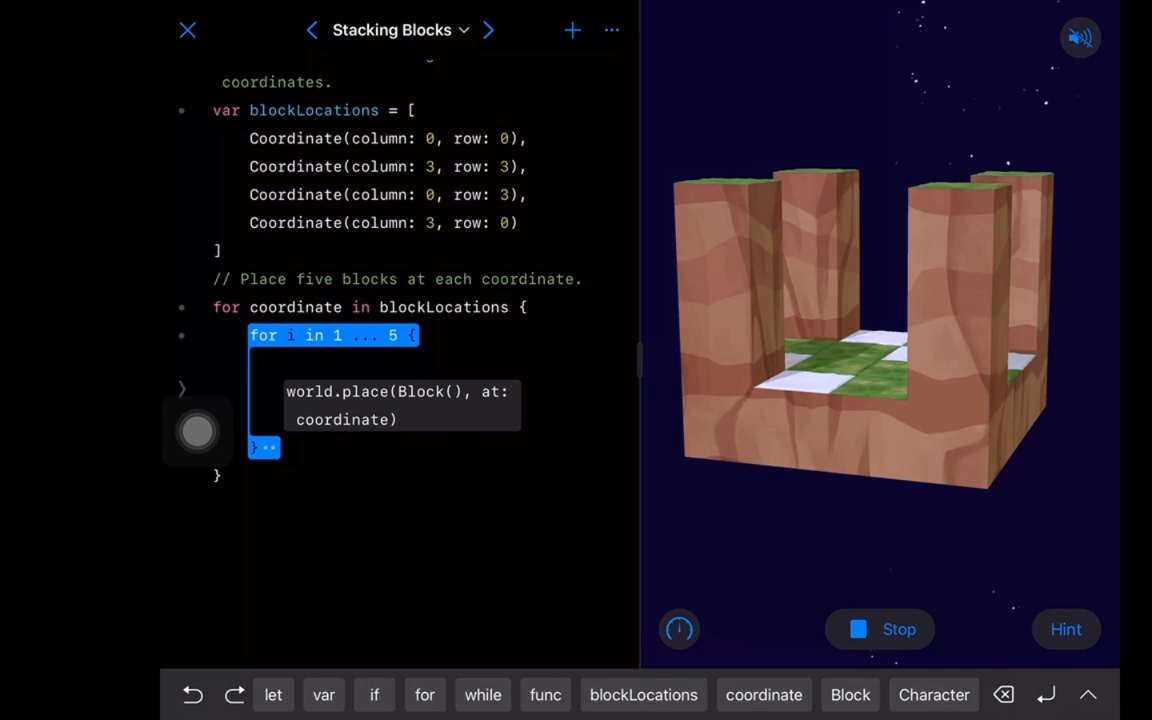 Stacking Blocks
coordinates.
var blockLocations = [
Coordinate(column: 0, row: 0),
Coordinate(column: 3, row: 3),
Coordinate(column: 0, row: 3),
Coordinate(column: 3, row: 0)
]
// Place five blocks at each coordinate.
for coordinate in blockLocations {
for i in 1 ... 5 {
world.place(Block(), at:
coordinate)
}
}
Stop
Hint
let var if for while func blockLocations coordinate Block Character